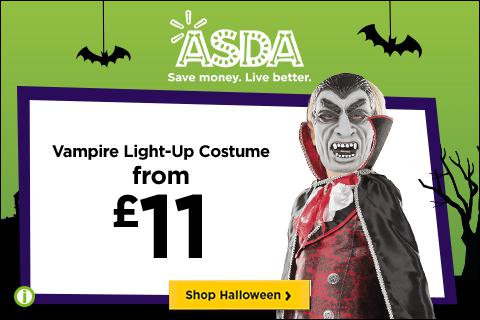 ASDA
Save money. Live better.
Vampire Light-Up Costume
from
£11
Shop Halloween ›
i